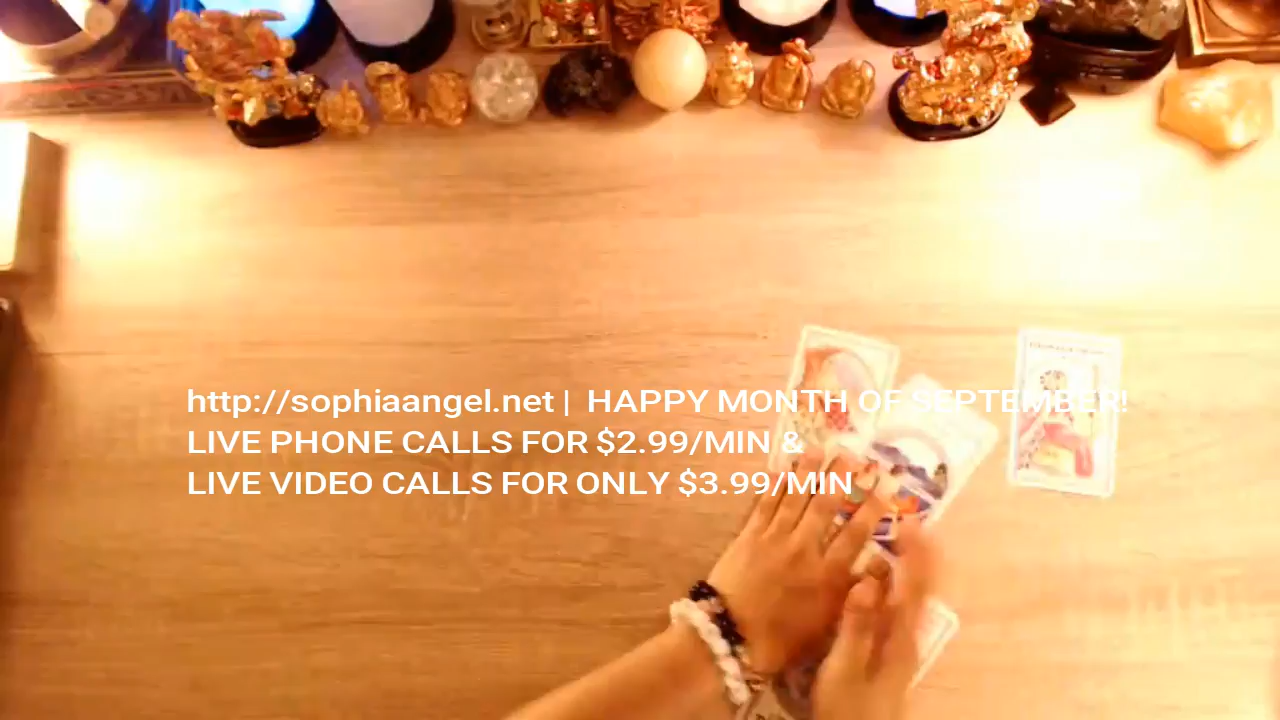 http://sophiaangel.net | HAPPY MONTH OF SEPTEMBER!
LIVE PHONE CALLS FOR $2.99/MIN &
LIVE VIDEO CALLS FOR ONLY $3.99/MIN